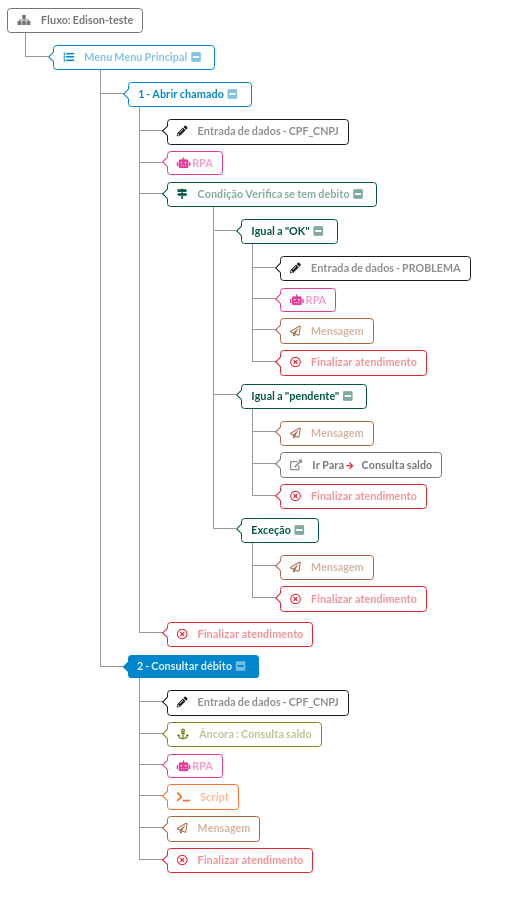 Fluxo: Edison-teste
Menu Menu Principal
1 - Abrir chamado
Entrada de dados - CPF_CNPJ
RPA
Condição Verifica se tem debito
Igual a "OK"
Entrada de dados - PROBLEMA
RPA
Mensagem
Finalizar atendimento
Igual a "pendente"
Mensagem
Ir Para → Consulta saldo
Finalizar atendimento
Exceção
Mensagem
Finalizar atendimento
Finalizar atendimento
2 - Consultar débito
Entrada de dados - CPF_CNPJ
Âncora : Consulta saldo
RPA
Script
Mensagem
Finalizar atendimento